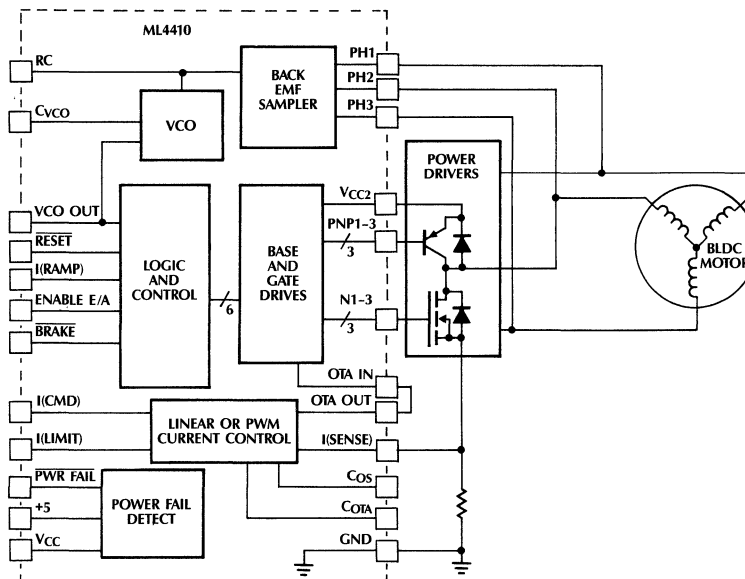 ML4410
RC
CVCO
VCO OUT
RESET
I(RAMP)
ENABLE E/A
BRAKE
I(CMD)
I(LIMIT)
PWR FAIL
+5
VCC
VCO
BACK
EMF
SAMPLER
LOGIC
AND
CONTROL
6
BASE
AND
GATE
DRIVES
LINEAR OR PWM
CURRENT CONTROL
POWER FAIL
DETECT
PH1
PH2
PH3
VCC2
PNP1-3
3
N1-3
3
OTA IN
OTA OUT
I(SENSE)
COS
COTA
GND
POWER
DRIVERS
BLDC
MOTOR